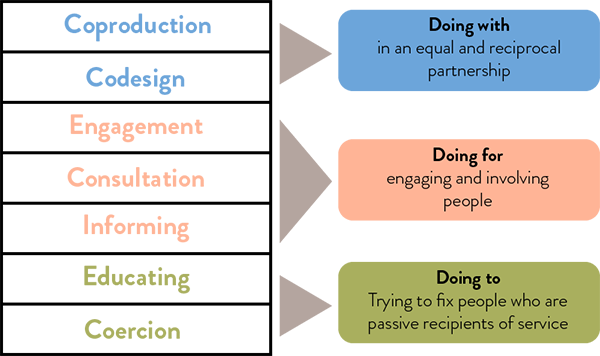 Coproduction
Codesign
Engagement
Consultation
Informing
Educating
Coercion
Doing with
in an equal and reciprocal
partnership
Doing for
engaging and involving
people
Doing to
Trying to fix people who are
passive recipients of service